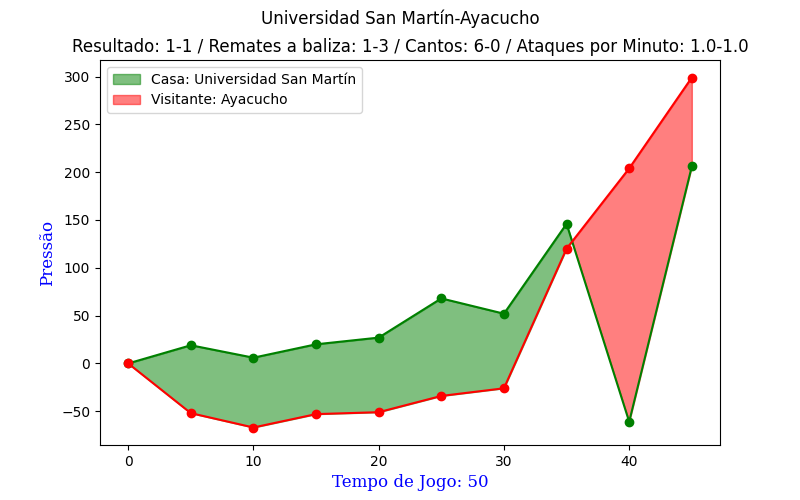 Universidad San Martín-Ayacucho
Resultado: 1-1 / Remates a baliza: 1-3 / Cantos: 6-0 / Ataques por Minuto: 1.0-1.0
Casa: Universidad San Martín
Visitante: Ayacucho
300
250
200
150
100
50
0
−50
Pressão
0 10 20 30 40
Tempo de Jogo: 50